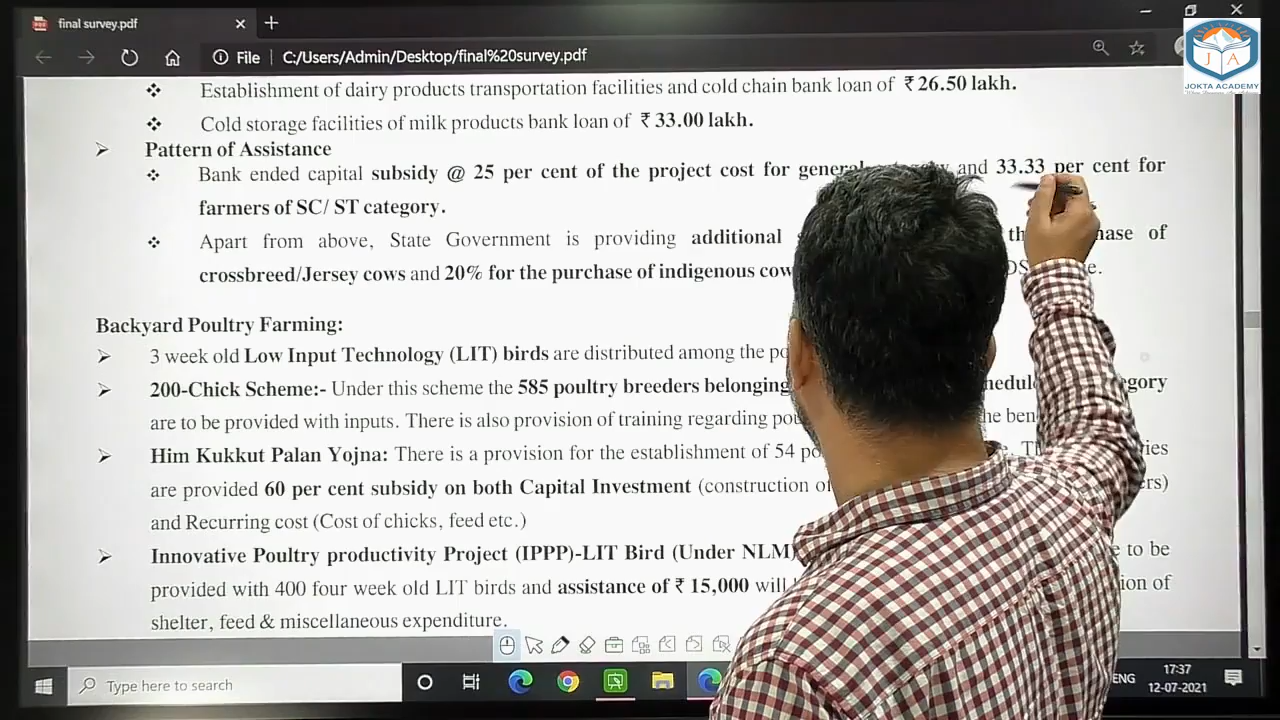 final survey.pdf
File C:/Users/Admin/Desktop/final%20survey.pdf
JOKTA ACADEMY
Establishment of dairy products transportation facilities and cold chain bank loan of ₹ 26.50 lakh.
Cold storage facilities of milk products bank loan of ₹ 33.00 lakh.
Pattern of Assistance
Bank ended capital subsidy @ 25 per cent of the project cost for general and 33.33 per cent for
farmers of SC/ ST category.
Apart from above, State Government is providing additional of
crossbreed/Jersey cows and 20% for the purchase of indigenous
Backyard Poultry Farming:
3 week old Low Input Technology (LIT) birds are distributed among the
200-Chick Scheme:- Under this scheme the 585 poultry breeders belonging
are to be provided with inputs. There is also provision of training regarding the
Him Kukkut Palan Yojna: There is a provision for the establishment of 54
are provided 60 per cent subsidy on both Capital Investment (construction
and Recurring cost (Cost of chicks, feed etc.)
Innovative Poultry productivity Project (IPPP)-LIT Bird (Under NLM) to be
provided with 400 four week old LIT birds and assistance of ₹ 15,000 will of
shelter, feed & miscellaneous expenditure.
Type here to search
ENG
17:37
12-07-2021